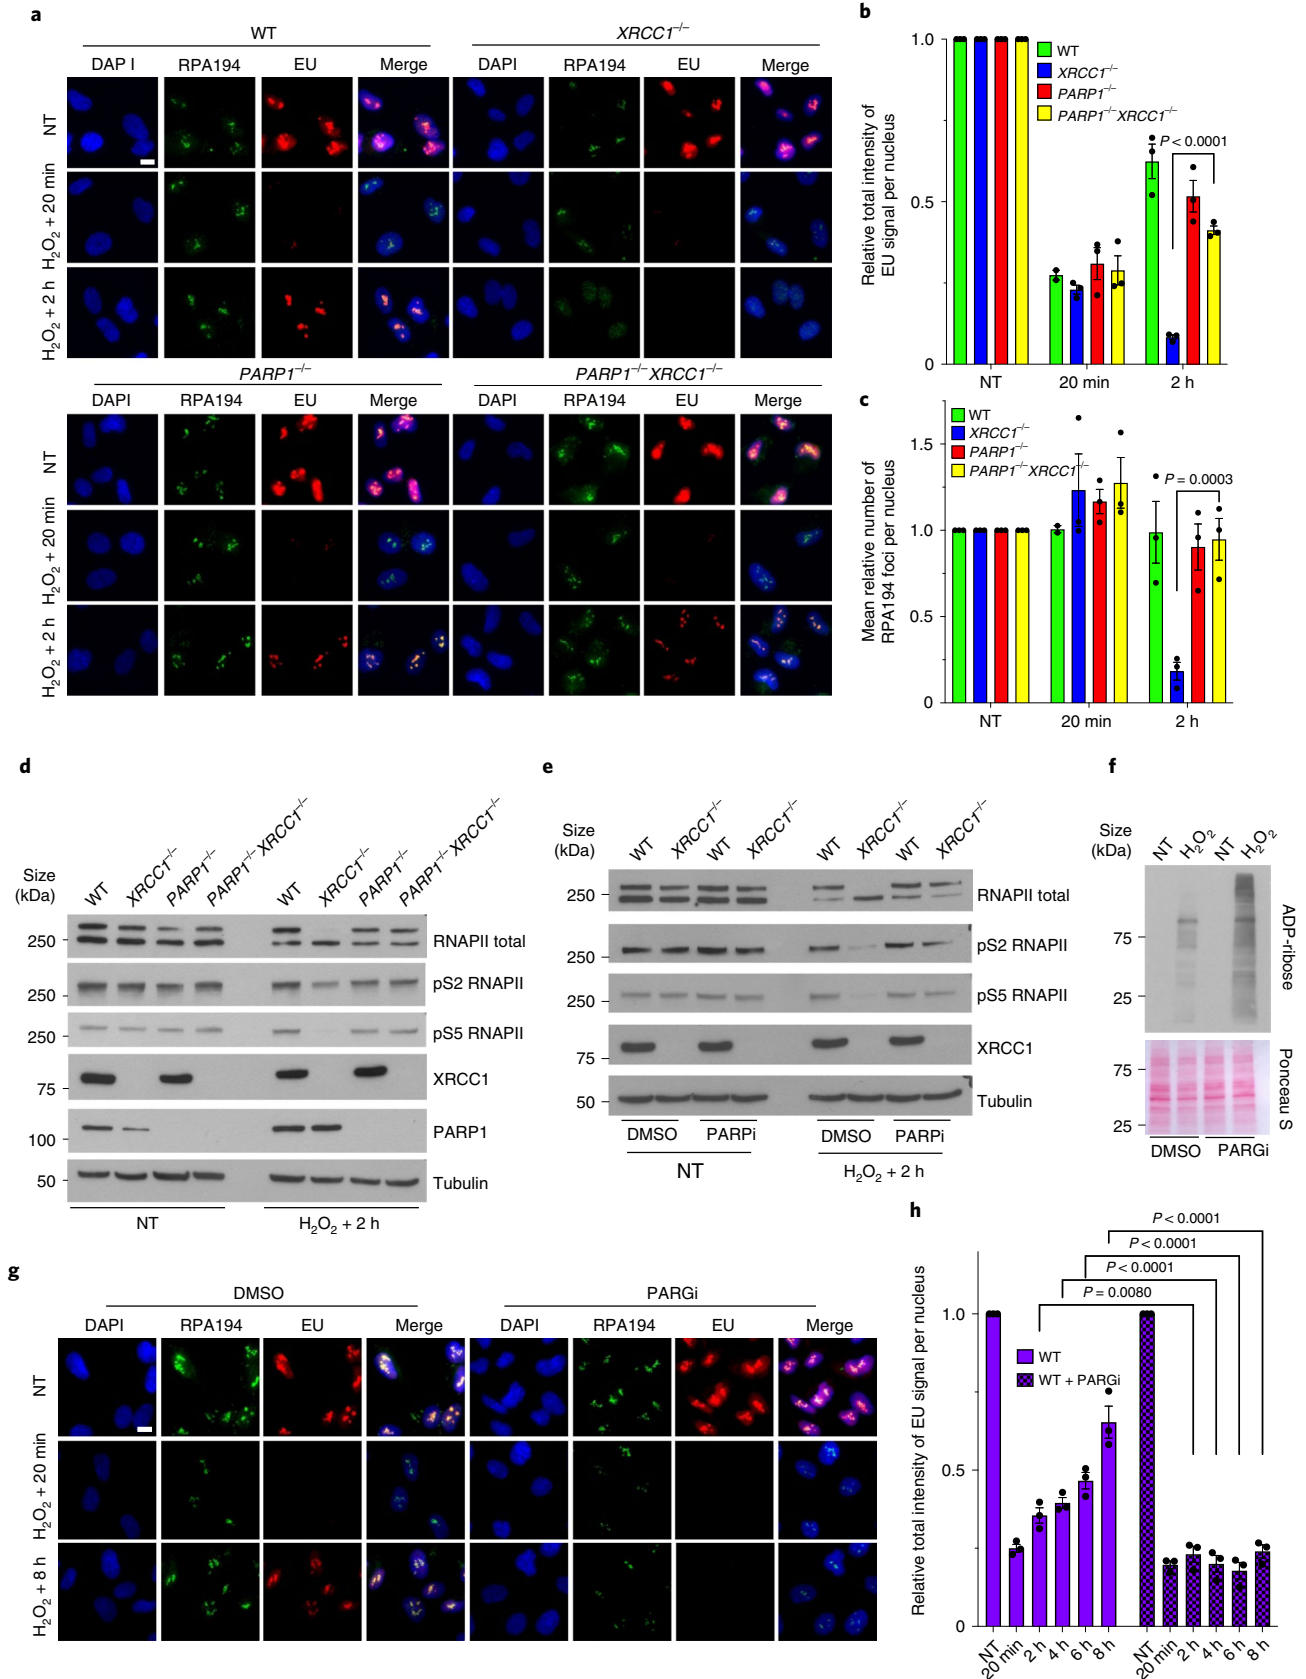 a
WT
XRCC1–/–
DAP I RPA194 EU Merge DAPI RPA194 EU Merge
NT
H2O2 + 20 min
H2O2 + 2 h
PARP1–/–
PARP1–/– XRCC1–/–
DAPI RPA194 EU Merge DAPI RPA194 EU Merge
NT
H2O2 + 20 min
H2O2 + 2 h
b
Relative total intensity of
EU signal per nucleus
1.0
0.5
0
WT
XRCC1–/–
PARP1–/–
PARP1–/– XRCC1–/–
P < 0.0001
NT 20 min 2 h
c
Mean relative number of
RPA194 foci per nucleus
1.5
1.0
0.5
0
WT
XRCC1–/–
PARP1–/–
PARP1–/– XRCC1–/–
P = 0.0003
NT 20 min 2 h
d
Size
(kDa)
WT XRCC1–/– PARP1–/– PARP1–/– XRCC1–/– WT XRCC1–/– PARP1–/– PARP1–/– XRCC1–/–
250 RNAPII total
250 pS2 RNAPII
250 pS5 RNAPII
75 XRCC1
100 PARP1
50 Tubulin
NT H2O2 + 2 h
e
Size
(kDa)
WT XRCC1–/– WT XRCC1–/– WT XRCC1–/– WT XRCC1–/–
250 RNAPII total
250 pS2 RNAPII
250 pS5 RNAPII
75 XRCC1
50 Tubulin
DMSO PARPi DMSO PARPi
NT H2O2 + 2 h
f
Size
(kDa)
NT H2O2 NT H2O2
75
25
ADP-ribose
75
25
Ponceau S
DMSO PARGi
g
DMSO PARGi
DAPI RPA194 EU Merge DAPI RPA194 EU Merge
NT
H2O2 + 20 min
H2O2 + 8 h
h
Relative total intensity of EU signal per nucleus
1.0
0.5
0
P < 0.0001
P < 0.0001
P < 0.0001
P = 0.0080
WT
WT + PARGi
NT 20 min 2 h 4 h 6 h 8 h NT 20 min 2 h 4 h 6 h 8 h